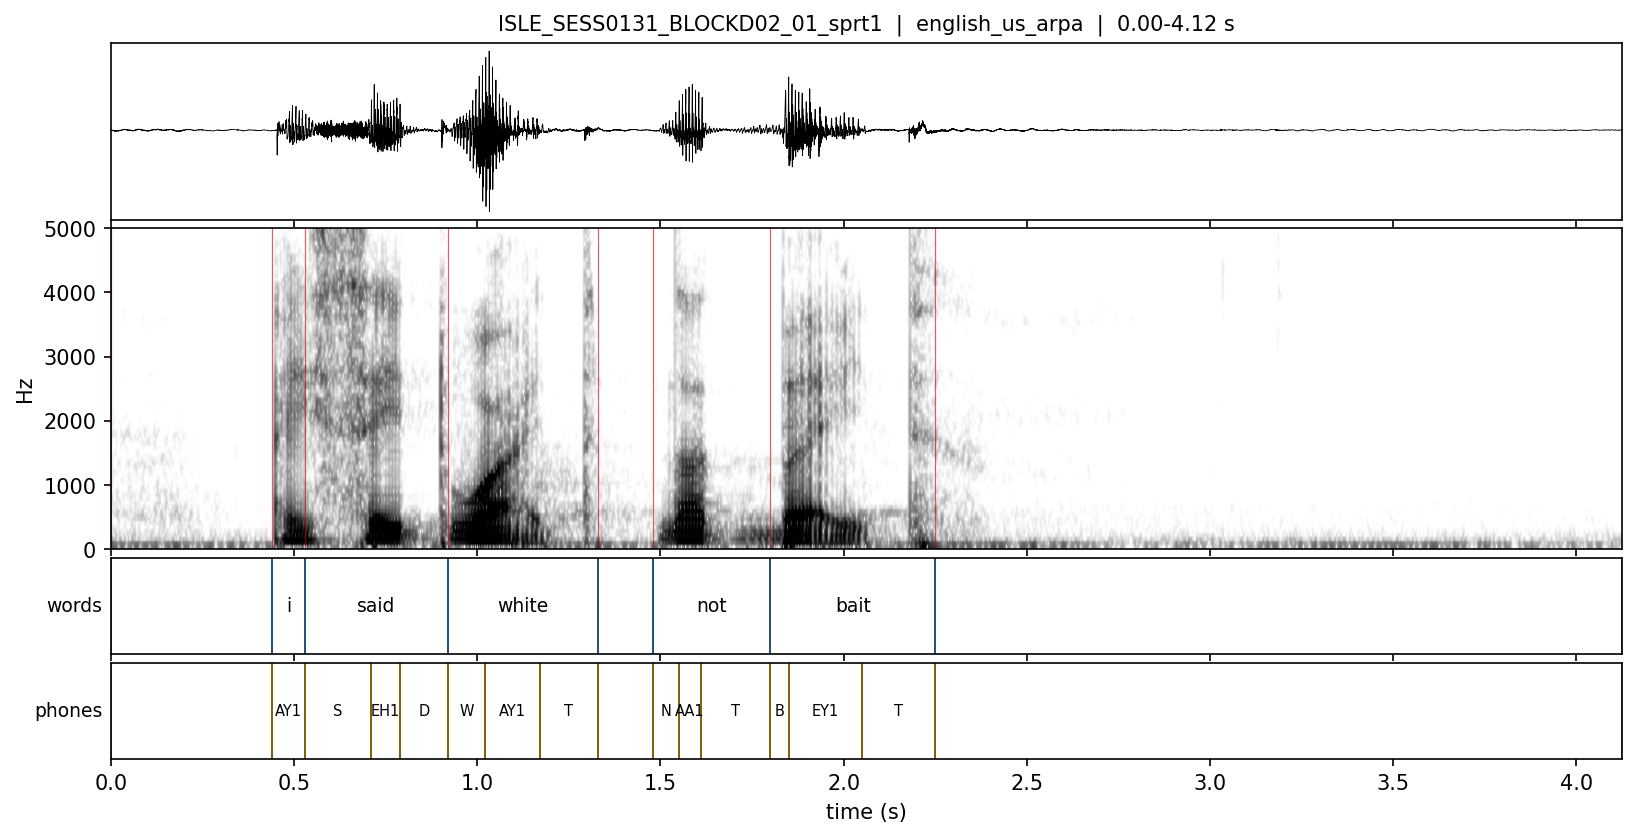 ISLE_SESS0131_BLOCKD02_01_sprt1 | english_us_arpa | 0.00-4.12 s
5000
4000
3000
2000
1000
0
Hz
words
i said white not bait
phones
AY1 S EH1 D W AY1 T N AA1 T B EY1 T
0.0 0.5 1.0 1.5 2.0 2.5 3.0 3.5 4.0
time (s)